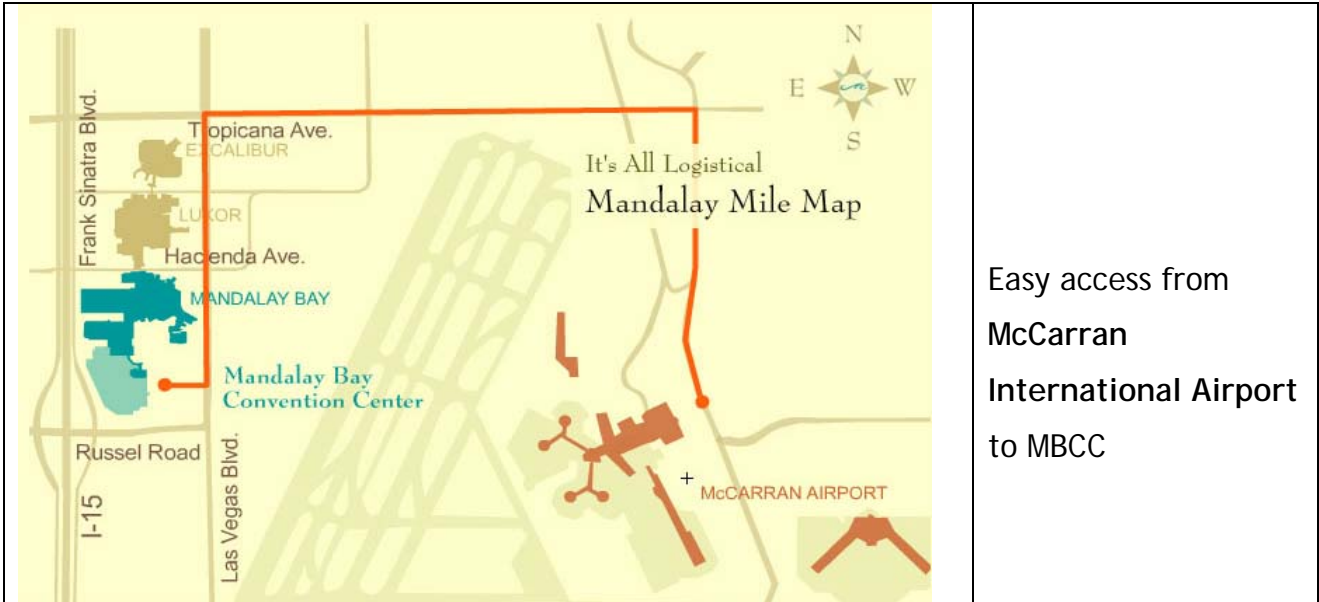 N
E
W
S
Frank Sinatra Blvd.
Tropicana Ave.
EXCALIBUR
It's All Logistical
Mandalay Mile Map
LUXOR
Hacienda Ave.
MANDALAY BAY
Mandalay Bay
Convention Center
Russel Road
Las Vegas Blvd.
I-15
McCARRAN AIRPORT
Easy access from
McCarran
International Airport
to MBCC